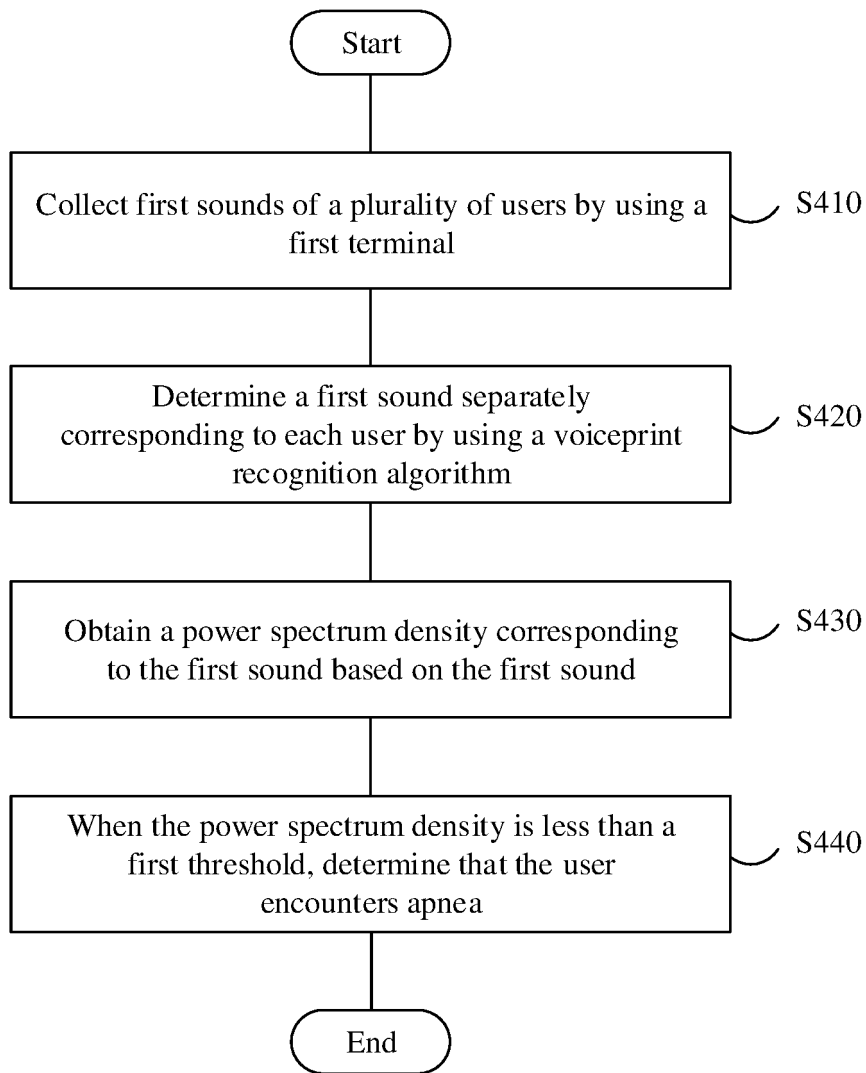 Start
Collect first sounds of a plurality of users by using a
first terminal
S410
Determine a first sound separately
corresponding to each user by using a voiceprint
recognition algorithm
S420
Obtain a power spectrum density corresponding
to the first sound based on the first sound
S430
When the power spectrum density is less than a
first threshold, determine that the user
encounters apnea
S440
End